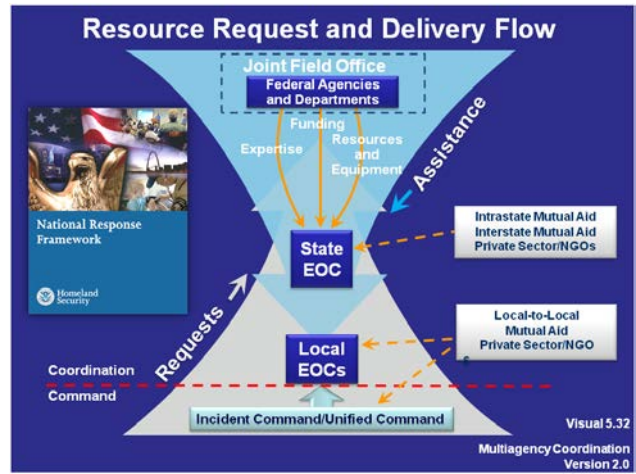 Resource Request and Delivery Flow
Joint Field Office
Federal Agencies
and Departments
Funding
Expertise
Resources
and
Equipment
Assistance
National Response
Framework
Homeland
Security
State
EOC
Intrastate Mutual Aid
Interstate Mutual Aid
Private Sector/NGOs
Requests
Local
EOCs
Local-to-Local
Mutual Aid
Private Sector/NGO
s
Coordination
Command
Incident Command/Unified Command
Visual 5.32
Multiagency Coordination
Version 2.0